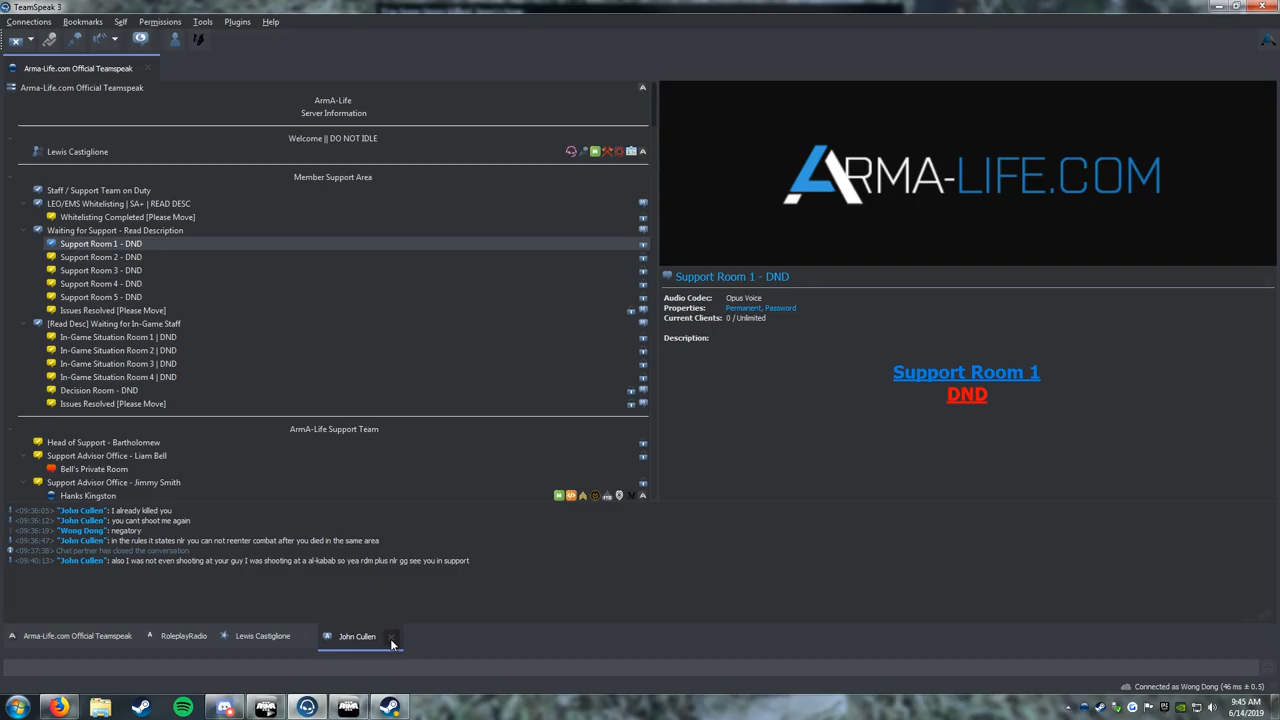 TeamSpeak 3
Connections Bookmarks Self Permissions Tools Plugins Help
Arma-Life.com Official Teamspeak
Arma-Life.com Official Teamspeak
ArmA-Life
Server Information
Welcome || DO NOT IDLE
Lewis Castiglione
Member Support Area
Staff / Support Team on Duty
LEO/EMS Whitelisting | SA+ | READ DESC
Whitelisting Completed [Please Move]
Waiting for Support - Read Description
Support Room 1 - DND
Support Room 2 - DND
Support Room 3 - DND
Support Room 4 - DND
Support Room 5 - DND
Issues Resolved [Please Move]
[Read Desc] Waiting for In-Game Staff
In-Game Situation Room 1 | DND
In-Game Situation Room 2 | DND
In-Game Situation Room 3 | DND
In-Game Situation Room 4 | DND
Decision Room - DND
Issues Resolved [Please Move]
ArmA-Life Support Team
Head of Support - Bartholomew
Support Advisor Office - Liam Bell
Bell's Private Room
Support Advisor Office - Jimmy Smith
Hanks Kingston
ARMA-LIFE.COM
Support Room 1 - DND
Audio Codec: Opus Voice
Properties: Permanent, Password
Current Clients: 0 / Unlimited
Description:
Support Room 1
DND
<09:36:05> "John Cullen": I already killed you
<09:36:12> "John Cullen": you cant shoot me again
<09:36:19> "Wong Dong": negatory
<09:36:47> "John Cullen": in the rules it states nlr you can not reenter combat after you died in the same area
<09:37:38> Chat partner has closed the conversation
<09:40:13> "John Cullen": also I was not even shooting at your guy I was shooting at a al-kabab so yea rdm plus nlr gg see you in support
Arma-Life.com Official Teamspeak RoleplayRadio Lewis Castiglione John Cullen
Connected as Wong Dong (46 ms ± 0.5)
9:45 AM
6/14/2019